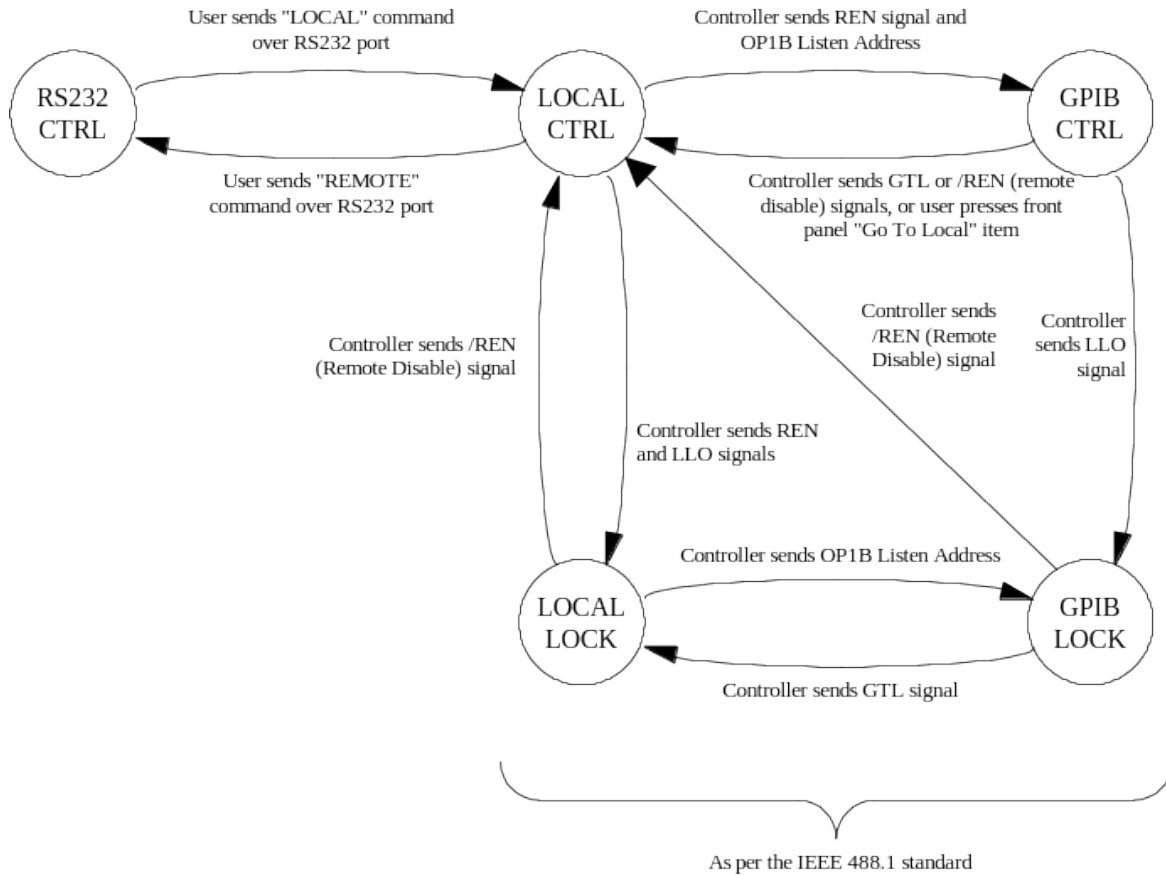 User sends "LOCAL" command
over RS232 port
Controller sends REN signal and
OP1B Listen Address
RS232
CTRL
LOCAL
CTRL
GPIB
CTRL
User sends "REMOTE"
command over RS232 port
Controller sends GTL or /REN (remote
disable) signals, or user presses front
panel "Go To Local" item
Controller sends /REN
(Remote Disable) signal
Controller sends REN
and LLO signals
Controller sends
/REN (Remote
Disable) signal
Controller
sends LLO
signal
Controller sends OP1B Listen Address
LOCAL
LOCK
GPIB
LOCK
Controller sends GTL signal
As per the IEEE 488.1 standard